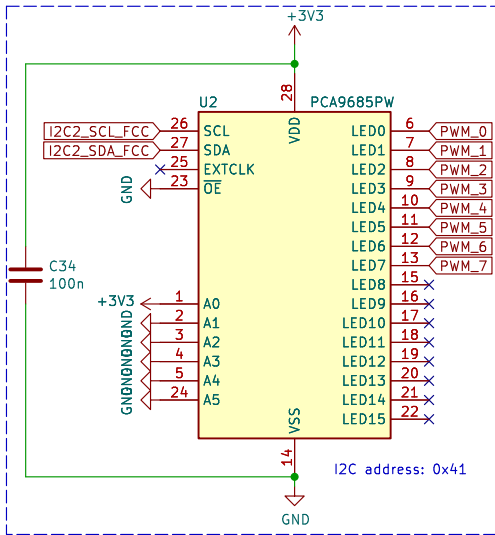 +3V3
U2
PCA9685PW
28
VDD
I2C2_SCL_FCC 26 SCL LED0 6 PWM_0
I2C2_SDA_FCC 27 SDA LED1 7 PWM_1
25 EXTCLK LED2 8 PWM_2
GND 23 OE LED3 9 PWM_3
LED4 10 PWM_4
LED5 11 PWM_5
LED6 12 PWM_6
C34 LED7 13 PWM_7
100n LED8 15
+3V3 1 A0 LED9 16
GND 2 A1 LED10 17
GND 3 A2 LED11 18
GND 4 A3 LED12 19
GND 5 A4 LED13 20
GND 24 A5 LED14 21
LED15 22
VSS
14
I2C address: 0x41
GND